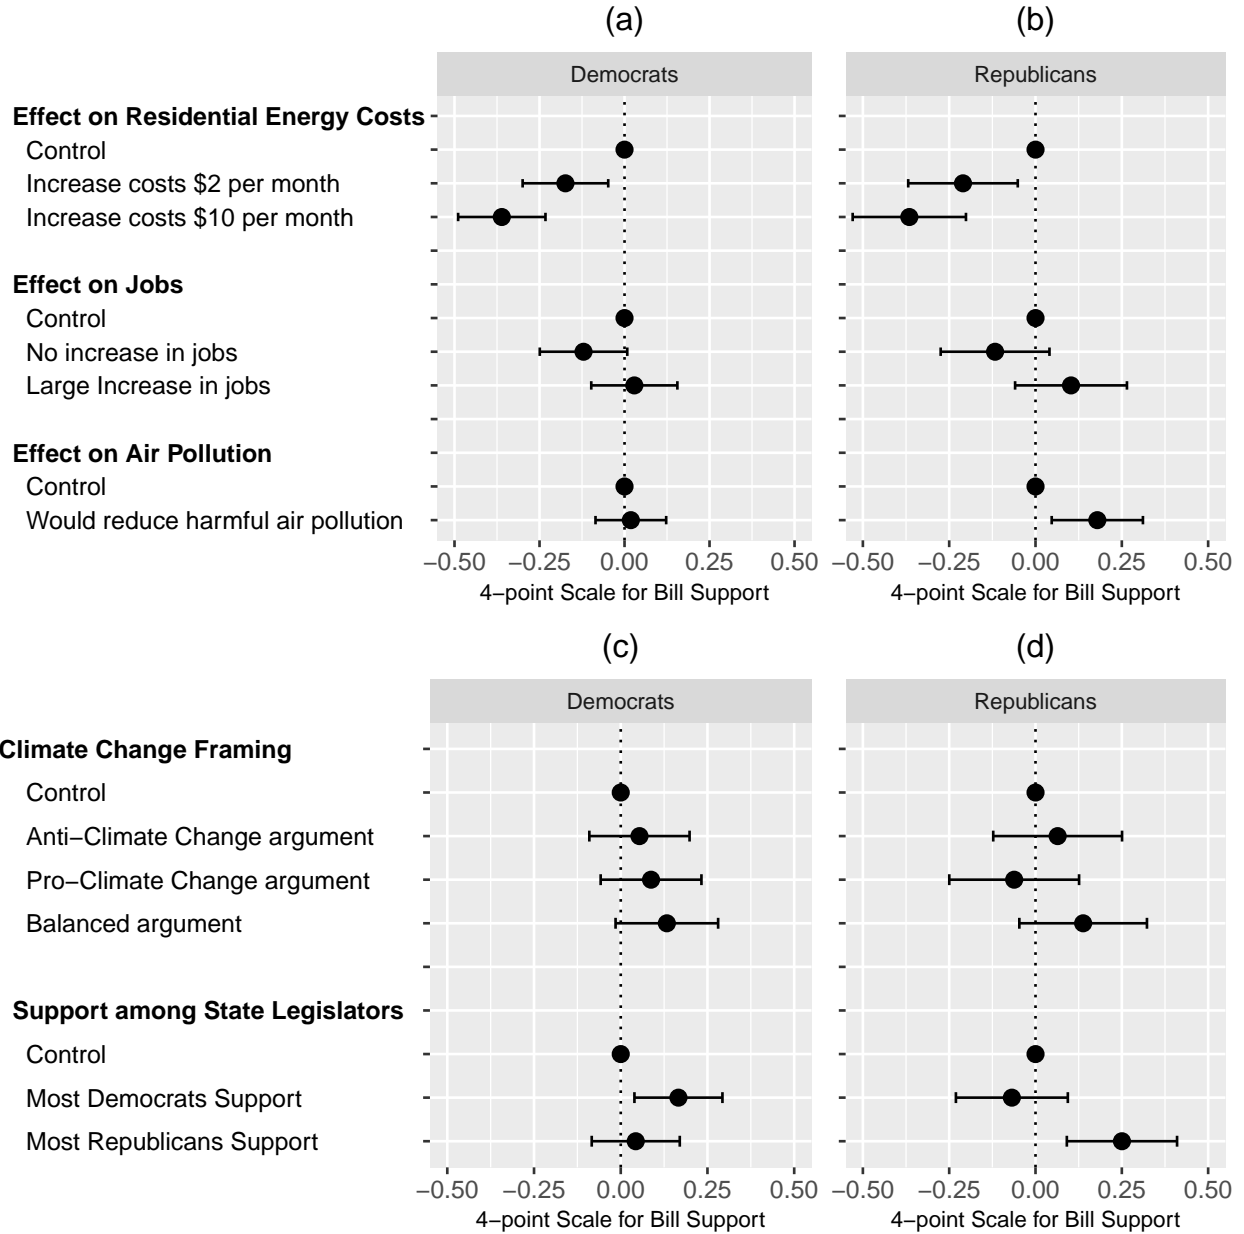 (a) (b)
Democrats Republicans
Effect on Residential Energy Costs
Control
Increase costs $2 per month
Increase costs $10 per month
Effect on Jobs
Control
No increase in jobs
Large Increase in jobs
Effect on Air Pollution
Control
Would reduce harmful air pollution
−0.50 −0.25 0.00 0.25 0.50 −0.50 −0.25 0.00 0.25 0.50
4−point Scale for Bill Support 4−point Scale for Bill Support
(c) (d)
Democrats Republicans
Climate Change Framing
Control
Anti−Climate Change argument
Pro−Climate Change argument
Balanced argument
Support among State Legislators
Control
Most Democrats Support
Most Republicans Support
−0.50 −0.25 0.00 0.25 0.50 −0.50 −0.25 0.00 0.25 0.50
4−point Scale for Bill Support 4−point Scale for Bill Support